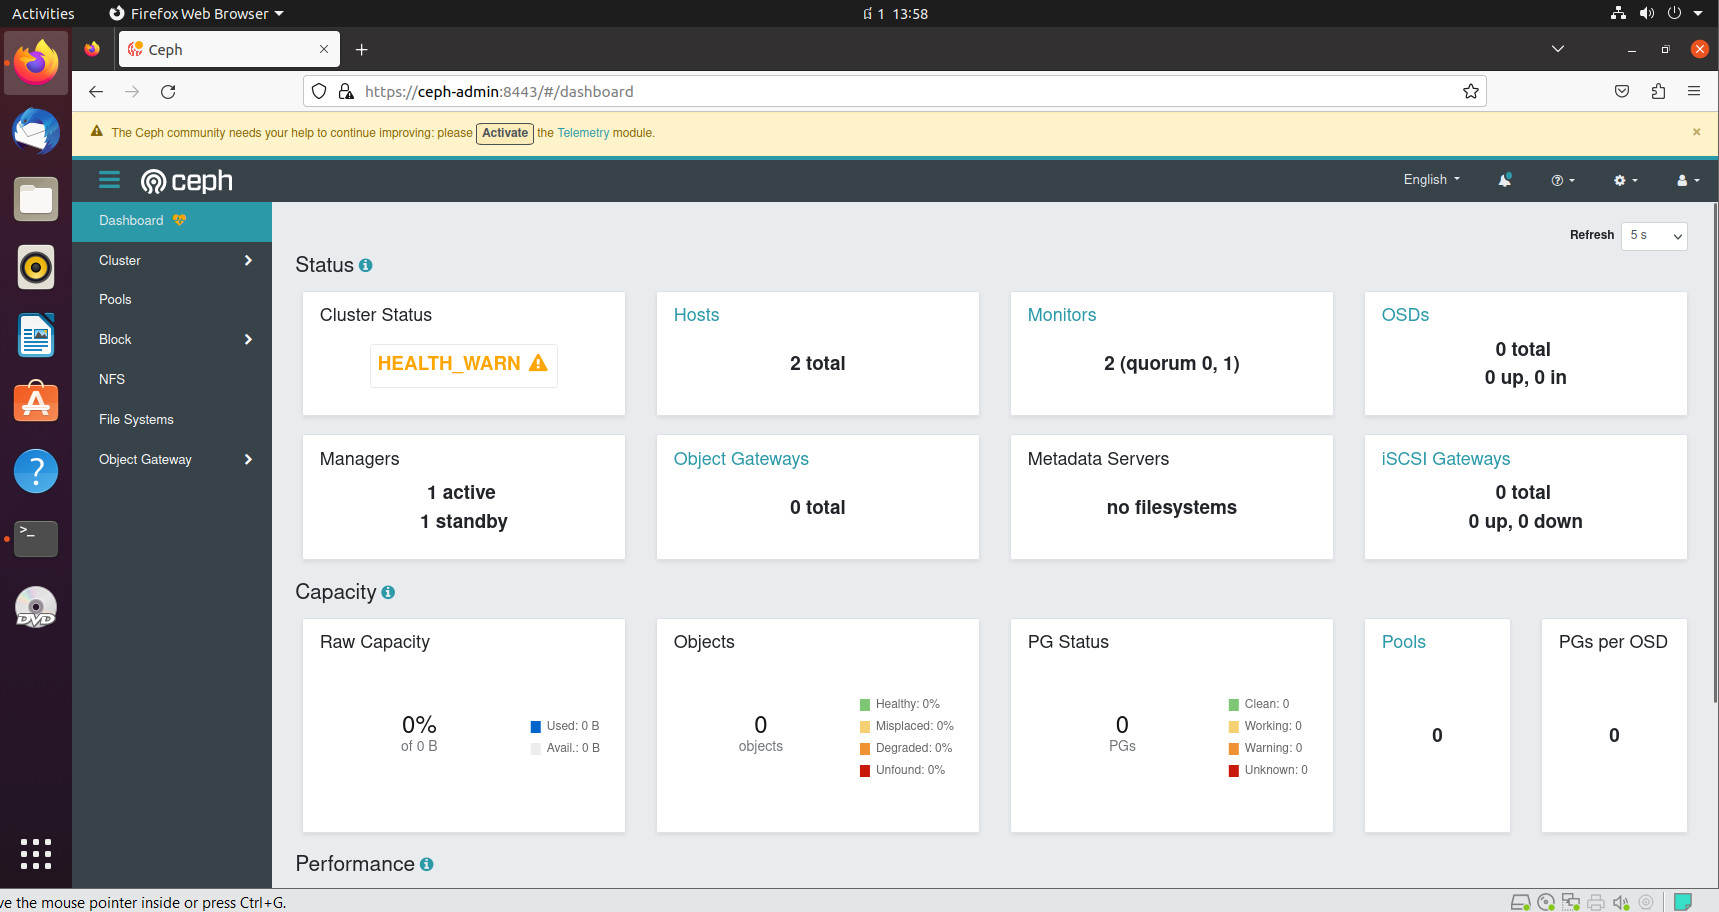 Activities
Firefox Web Browser
មី 1 13:58
Ceph
https://ceph-admin:8443/#/dashboard
The Ceph community needs your help to continue improving: please Activate the Telemetry module.
ceph
English
Dashboard
Cluster
Pools
Block
NFS
File Systems
Object Gateway
Refresh 5 s
Status
Cluster Status
HEALTH_WARN
Hosts
2 total
Monitors
2 (quorum 0, 1)
OSDs
0 total
0 up, 0 in
Managers
1 active
1 standby
Object Gateways
0 total
Metadata Servers
no filesystems
iSCSI Gateways
0 total
0 up, 0 down
Capacity
Raw Capacity
0%
of 0 B
Used: 0 B
Avail.: 0 B
Objects
0
objects
Healthy: 0%
Misplaced: 0%
Degraded: 0%
Unfound: 0%
PG Status
0
PGs
Clean: 0
Working: 0
Warning: 0
Unknown: 0
Pools
0
PGs per OSD
0
Performance
ve the mouse pointer inside or press Ctrl+G.
DVD